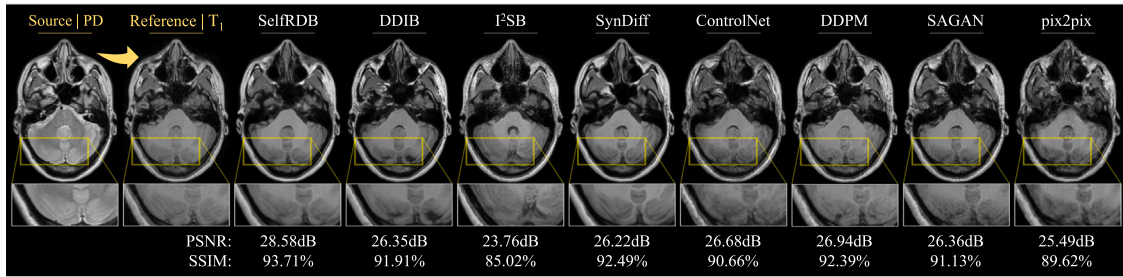 Source | PD Reference | T1 SelfRDB DDIB I²SB SynDiff ControlNet DDPM SAGAN pix2pix
PSNR: 28.58dB 26.35dB 23.76dB 26.22dB 26.68dB 26.94dB 26.36dB 25.49dB
SSIM: 93.71% 91.91% 85.02% 92.49% 90.66% 92.39% 91.13% 89.62%